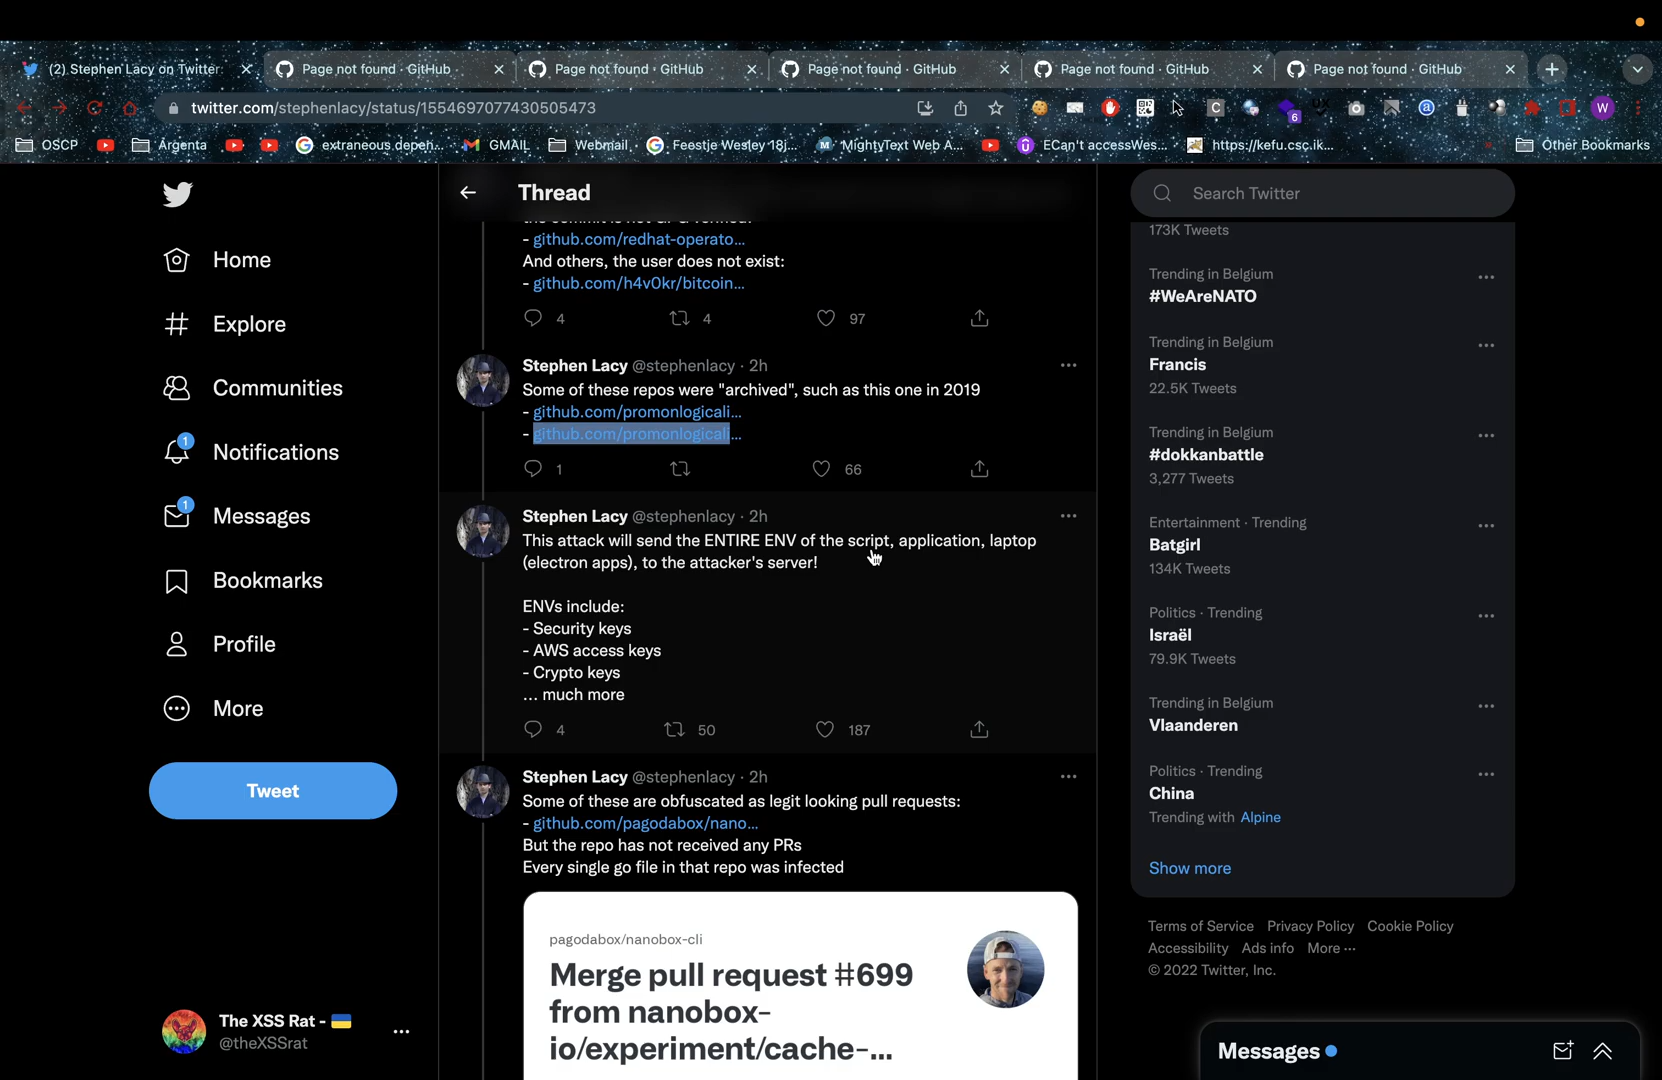 (2) Stephen Lacy on Twitter:
Page not found · GitHub
Page not found · GitHub
Page not found · GitHub
Page not found · GitHub
Page not found · GitHub
twitter.com/stephenlacy/status/1554697077430505473
6
W
OSCP
Argenta
extraneous.depeh...
GMAIL
Webmail
Feestje Wesley 18j...
MightyText Web A...
ECan't accessWes...
https://kefu.csc.ik...
Other Bookmarks
Home
Explore
Communities
1
Notifications
1
Messages
Bookmarks
Profile
More
Tweet
The XSS Rat -
@theXSSrat
Thread
- github.com/redhat-operato...
And others, the user does not exist:
- github.com/h4v0kr/bitcoin...
4 4 97
Stephen Lacy @stephenlacy · 2h
Some of these repos were "archived", such as this one in 2019
- github.com/promonlogicali...
- github.com/promonlogicali...
1 66
Stephen Lacy @stephenlacy · 2h
This attack will send the ENTIRE ENV of the script, application, laptop
(electron apps), to the attacker's server!
ENVs include:
- Security keys
- AWS access keys
- Crypto keys
... much more
4 50 187
Stephen Lacy @stephenlacy · 2h
Some of these are obfuscated as legit looking pull requests:
- github.com/pagodabox/nano...
But the repo has not received any PRs
Every single go file in that repo was infected
pagodabox/nanobox-cli
Merge pull request #699
from nanobox-
io/experiment/cache-...
Search Twitter
173K Tweets
Trending in Belgium
#WeAreNATO
Trending in Belgium
Francis
22.5K Tweets
Trending in Belgium
#dokkanbattle
3,277 Tweets
Entertainment · Trending
Batgirl
134K Tweets
Politics · Trending
Israël
79.9K Tweets
Trending in Belgium
Vlaanderen
Politics · Trending
China
Trending with Alpine
Show more
Terms of Service Privacy Policy Cookie Policy
Accessibility Ads info More ···
© 2022 Twitter, Inc.
Messages